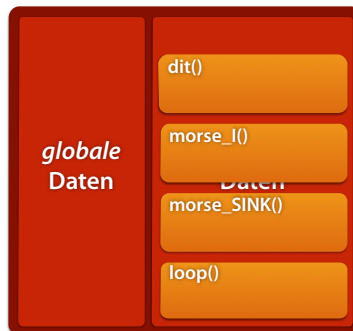 globale
Daten
dit()
morse_I()
Daten
morse_SINK()
loop()